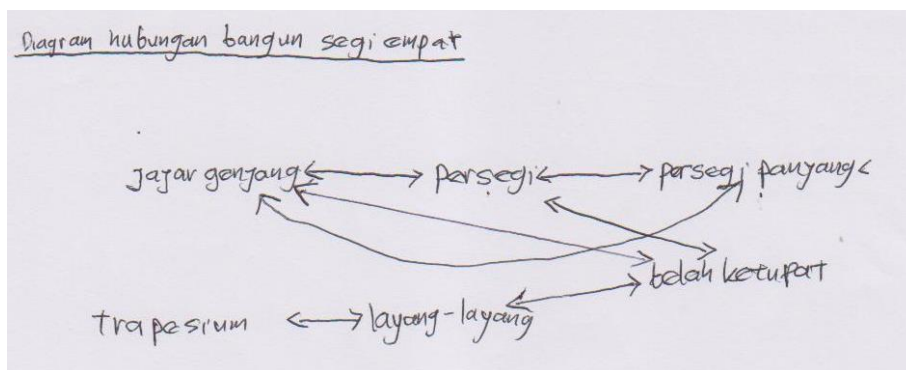 Diagram hubungan bangun segi empat
jajar genjang persegi persegi panjang
belah ketupat
trapesium layang-layang